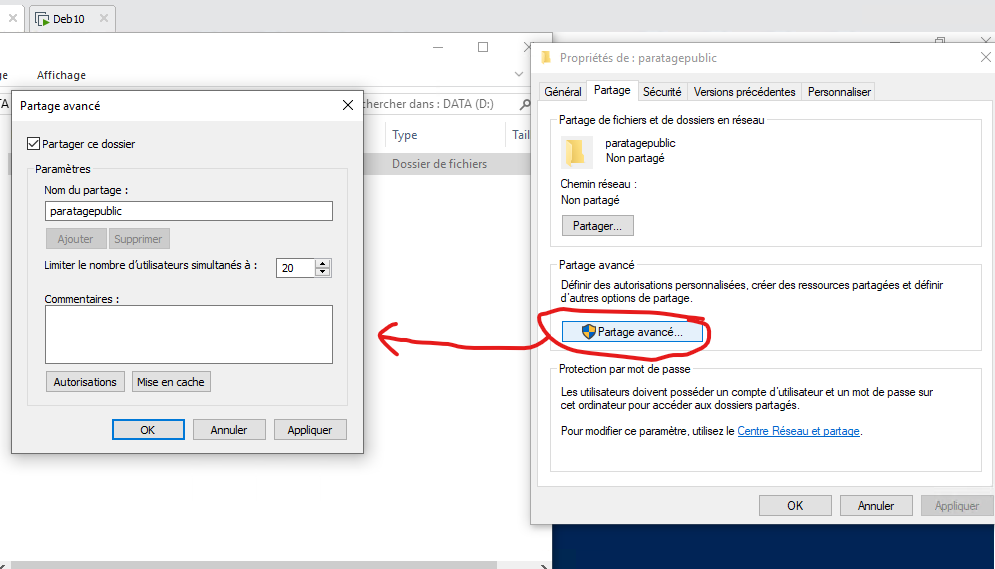 Deb10
Affichage
chercher dans : DATA (D:)
Type
Tail
Dossier de fichiers
Partage avancé
Partager ce dossier
Paramètres
Nom du partage :
paratagepublic
Ajouter
Supprimer
Limiter le nombre d'utilisateurs simultanés à :
20
Commentaires :
Autorisations
Mise en cache
OK
Annuler
Appliquer
Propriétés de : paratagepublic
Général
Partage
Sécurité
Versions précédentes
Personnaliser
Partage de fichiers et de dossiers en réseau
paratagepublic
Non partagé
Chemin réseau :
Non partagé
Partager...
Partage avancé
Définir des autorisations personnalisées, créer des ressources partagées et définir
d'autres options de partage.
Partage avancé...
Protection par mot de passe
Les utilisateurs doivent posséder un compte d'utilisateur et un mot de passe sur
cet ordinateur pour accéder aux dossiers partagés.
Pour modifier ce paramètre, utilisez le Centre Réseau et partage.
OK
Annuler
Appliquer